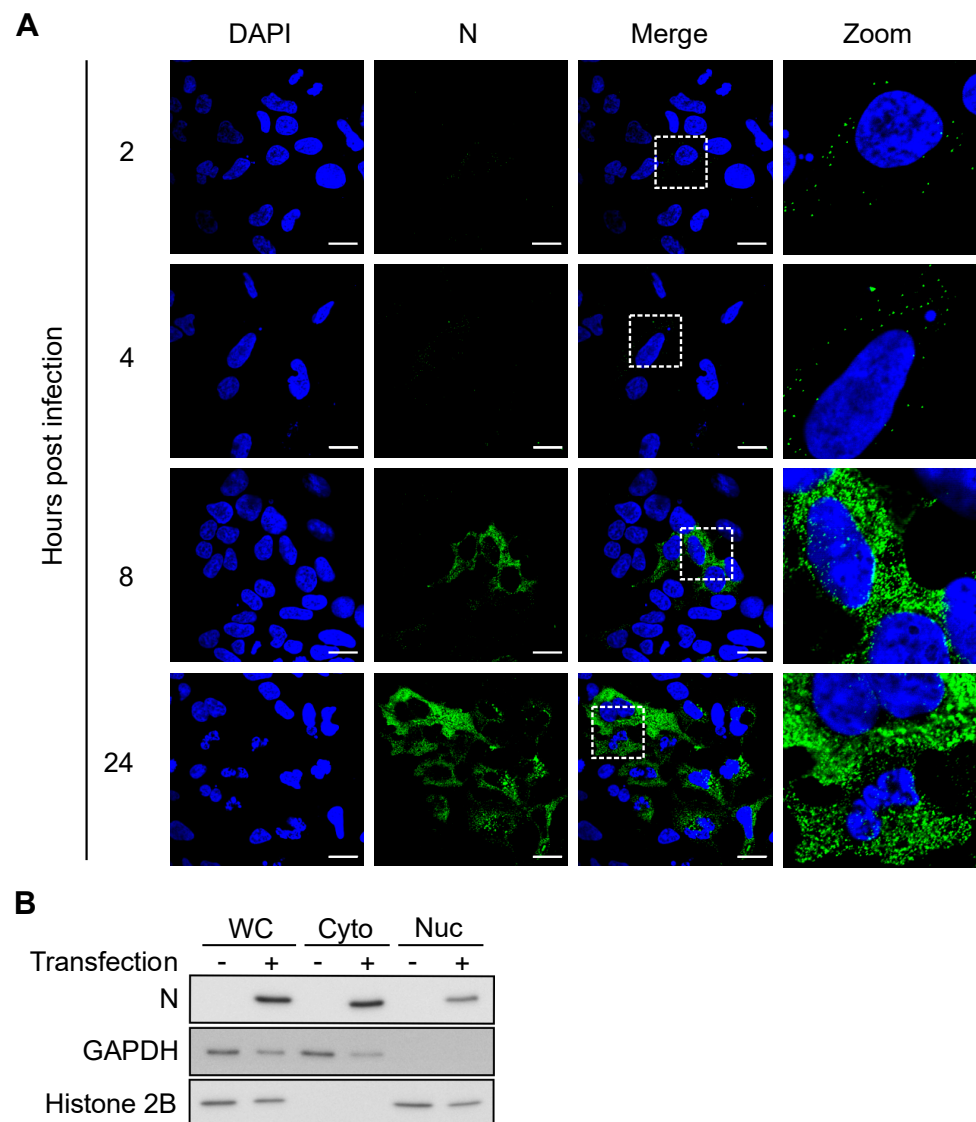 A
DAPI N Merge Zoom
Hours post infection
2
4
8
24
B
WC Cyto Nuc
Transfection - + - + - +
N
GAPDH
Histone 2B